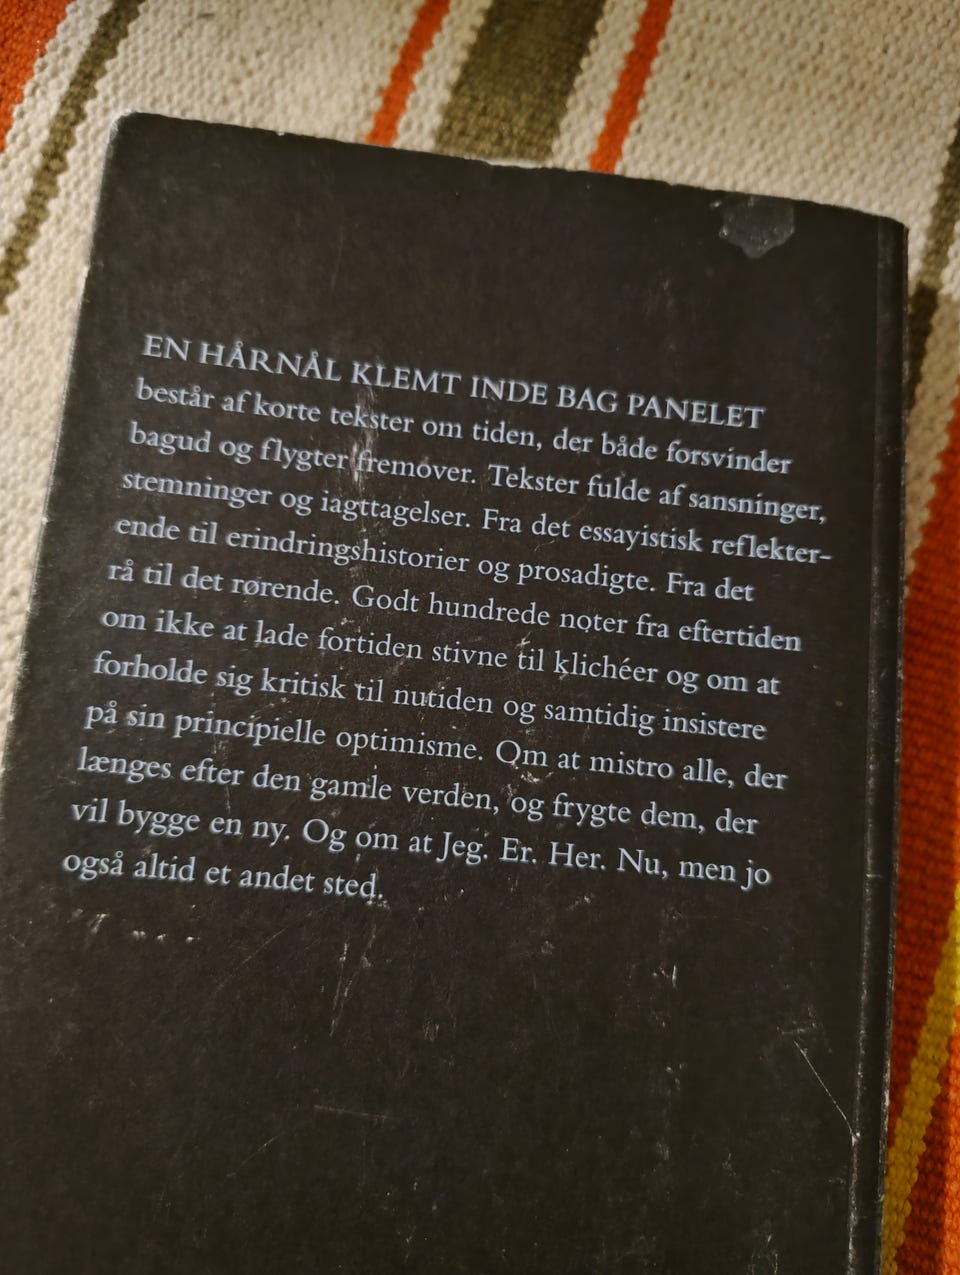 EN HÅRNÅL KLEMT INDE BAG PANELET
består af korte tekster om tiden, der både forsvinder
bagud og flygter fremover. Tekster fulde af sansninger,
stemninger og iagttagelser. Fra det essayistisk reflekter-
ende til erindringshistorier og prosadigte. Fra det
rå til det rørende. Godt hundrede noter fra eftertiden
om ikke at lade fortiden stivne til klichéer og om at
forholde sig kritisk til nutiden og samtidig insistere
på sin principielle optimisme. Om at mistro alle, der
længes efter den gamle verden, og frygte dem, der
vil bygge en ny. Og om at Jeg. Er. Her. Nu, men jo
også altid et andet sted.